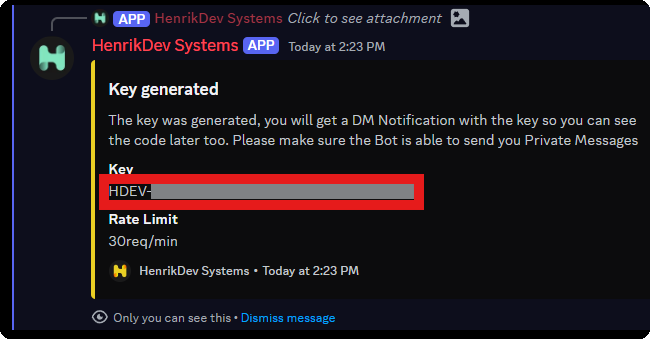 APP HenrikDev Systems Click to see attachment
HenrikDev Systems APP Today at 2:23 PM
Key generated
The key was generated, you will get a DM Notification with the key so you can see
the code later too. Please make sure the Bot is able to send you Private Messages
Key
HDEV-
Rate Limit
30req/min
HenrikDev Systems • Today at 2:23 PM
Only you can see this • Dismiss message